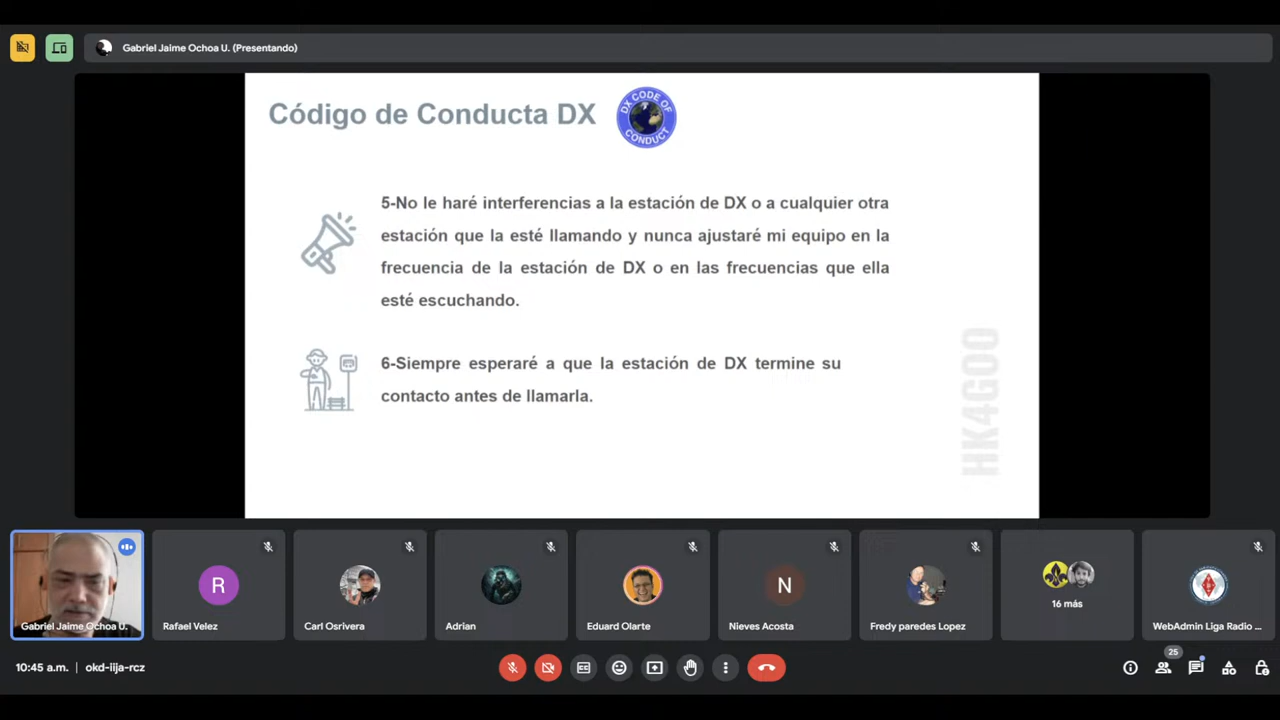 Gabriel Jaime Ochoa U. (Presentando)
Código de Conducta DX
DX CODE OF
CONDUCT
5-No le haré interferencias a la estación de DX o a cualquier otra
estación que la esté llamando y nunca ajustaré mi equipo en la
frecuencia de la estación de DX o en las frecuencias que ella
esté escuchando.
6-Siempre esperaré a que la estación de DX termine su
contacto antes de llamarla.
HK4GOO
Gabriel Jaime Ochoa U.
R
Rafael Velez
Carl Osrivera
Adrian
Eduard Olarte
N
Nieves Acosta
Fredy paredes Lopez
16 más
WebAdmin Liga Radio ...
10:45 a.m. | okd-iija-rcz
25